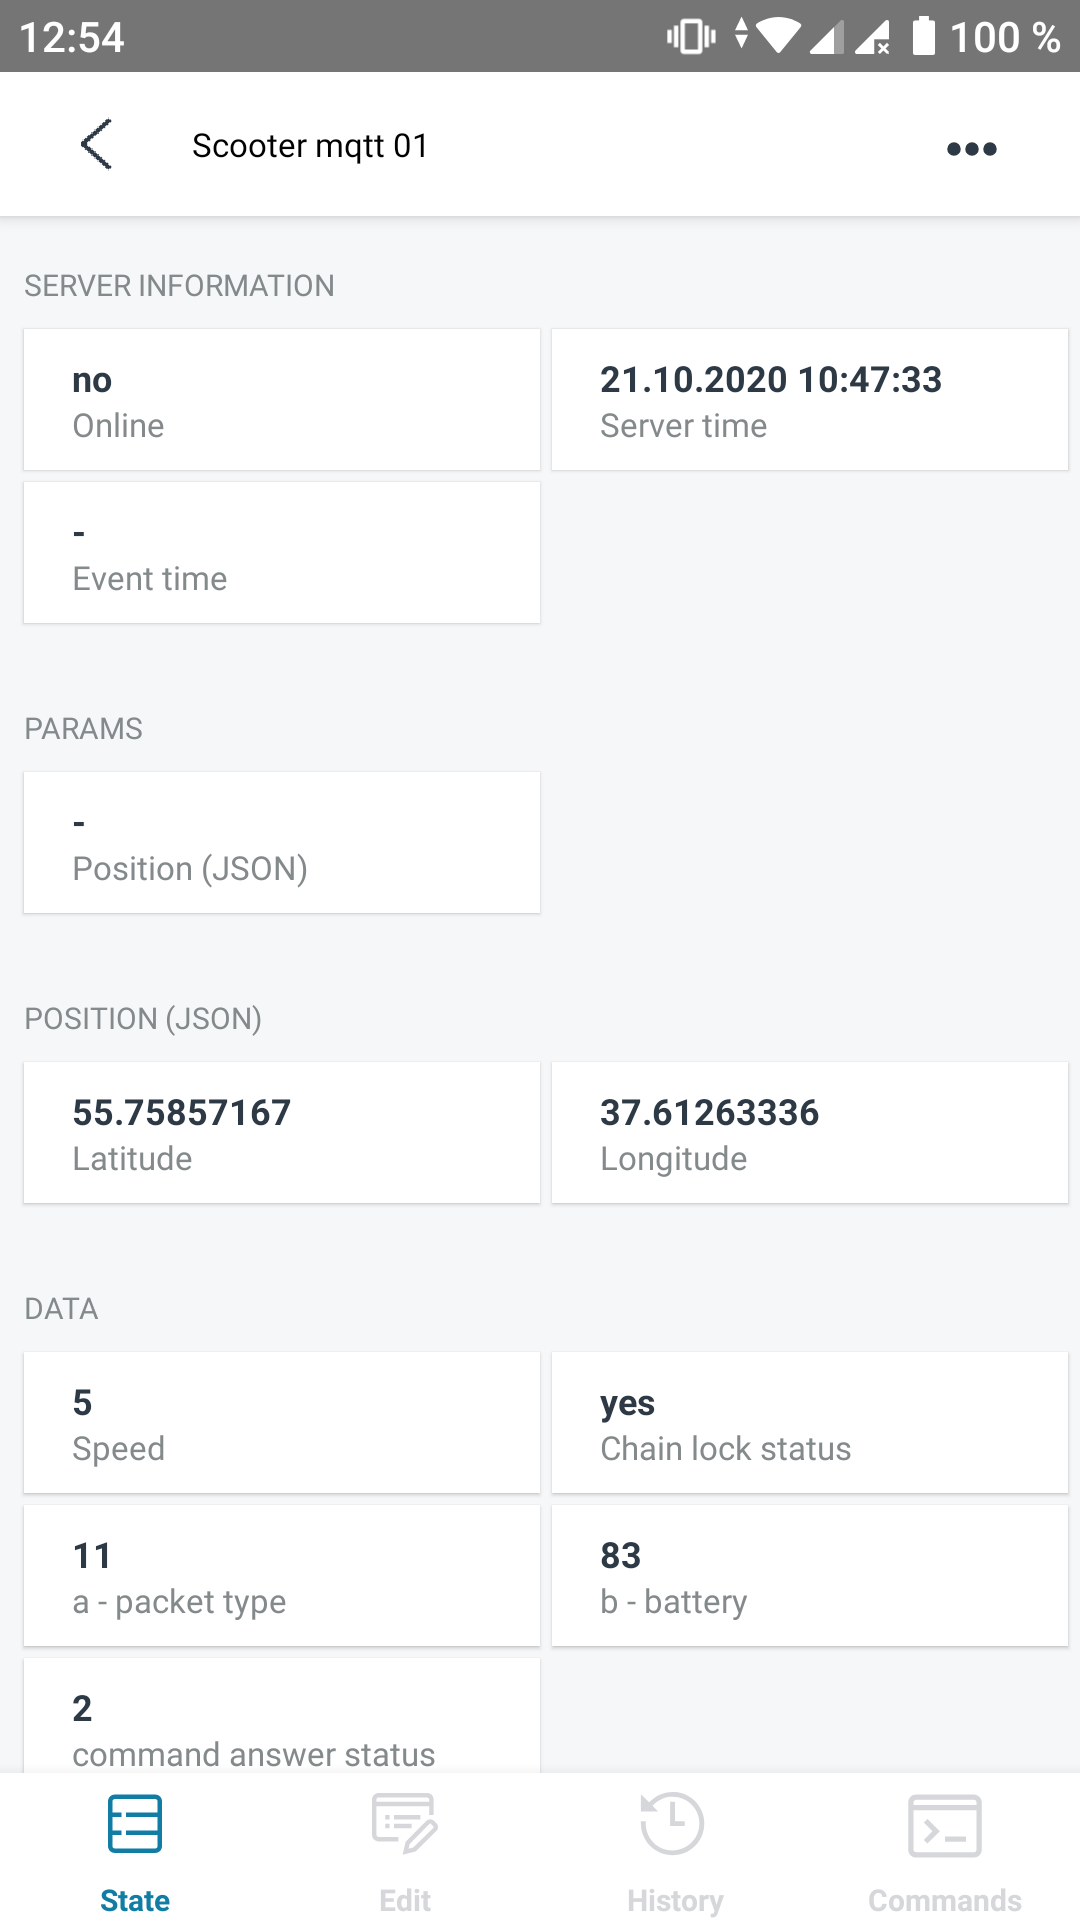 12:54
100 %
Scooter mqtt 01
SERVER INFORMATION
no
Online
21.10.2020 10:47:33
Server time
-
Event time
PARAMS
-
Position (JSON)
POSITION (JSON)
55.75857167
Latitude
37.61263336
Longitude
DATA
5
Speed
yes
Chain lock status
11
a - packet type
83
b - battery
2
command answer status
State
Edit
History
Commands